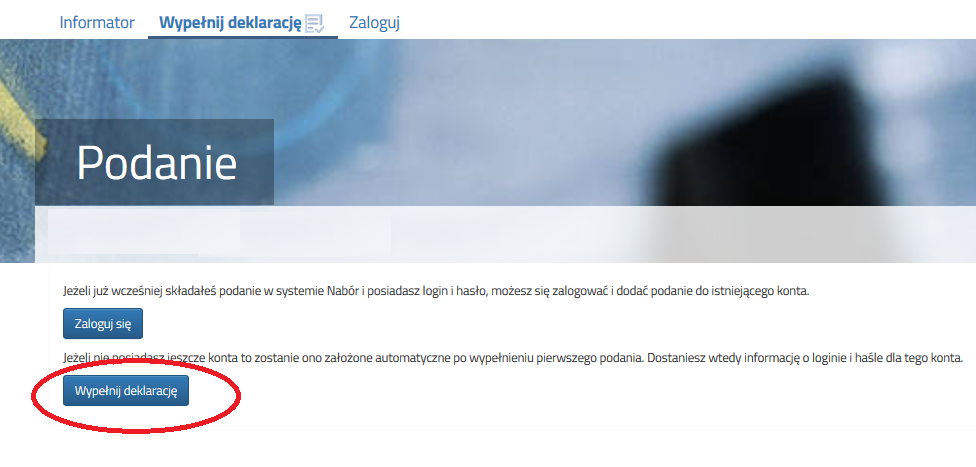 Informator Wypełnij deklarację Zaloguj
Podanie
Jeżeli już wcześniej składałeś podanie w systemie Nabór i posiadasz login i hasło, możesz się zalogować i dodać podanie do istniejącego konta.
Zaloguj się
Jeżeli nie posiadasz jeszcze konta to zostanie ono założone automatyczne po wypełnieniu pierwszego podania. Dostaniesz wtedy informację o loginie i haśle dla tego konta.
Wypełnij deklarację